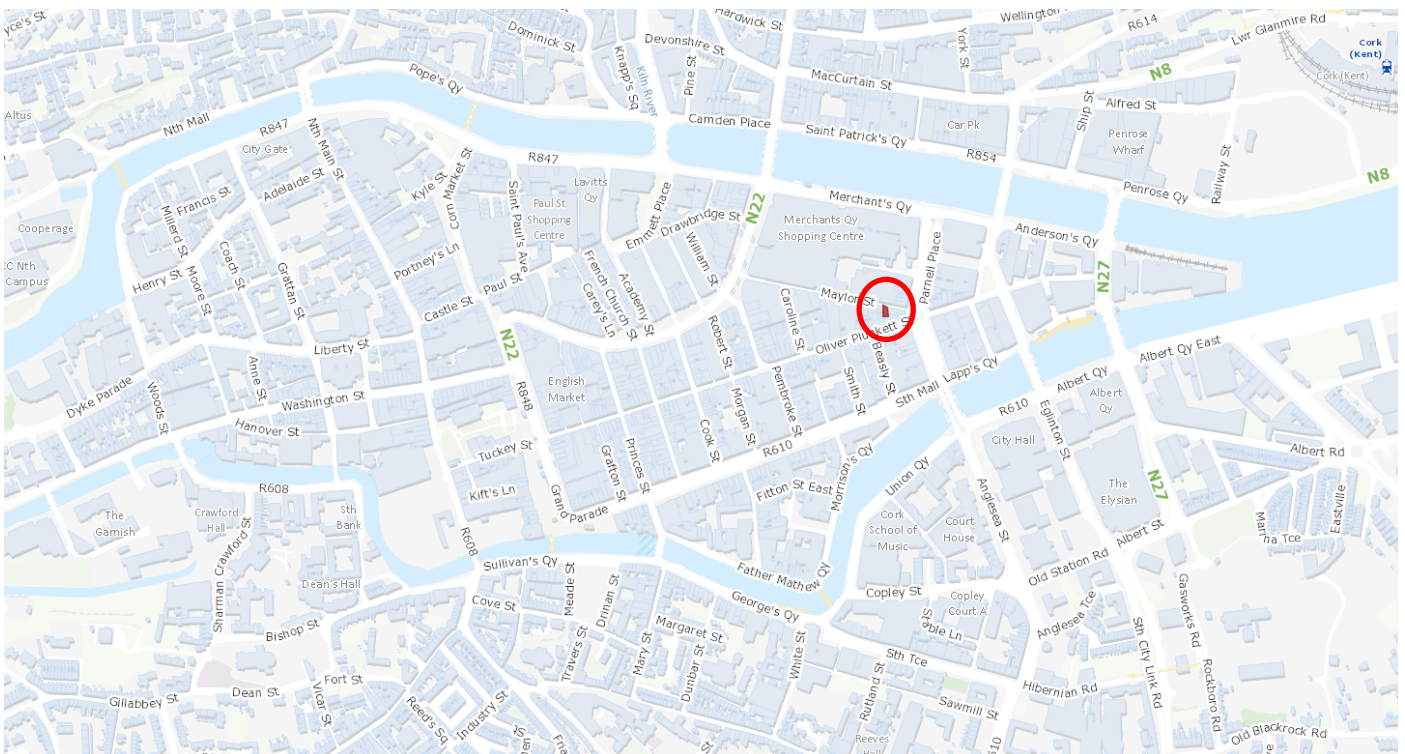 Hardwick St
Wellington
R614
Lwr Glanmire Rd
Dominick St
Devonshire St
York St
Cork
(Kent)
Knapp's Sq
Kiln River
Pine St
MacCurtain St
N8
Cork (Kent)
Pope's Qy
Altus
Nth Mall
R847
City Gate
Nth Main St
Camden Place
Saint Patrick's Qy
Car Pk
R854
Ship St
Alfred St
Penrose
Wharf
Railway St
N8
Penrose Qy
Francis St
Adelaide St
Kyle St
Corn Market St
R847
Saint Paul's Ave
Paul St
Shopping
Centre
Lavitts
Qy
Emmett Place
Drawbridge St
N22
Merchant's Qy
Merchants Qy
Shopping Centre
Parnell Place
Anderson's Qy
N27
Cooperage
Millerd St
Coach St
Moore St
Henry St
Grattan St
Portney's Ln
Castle St
Paul St
French Church St
Carey's Ln
Academy St
William St
Maylor St
Caroline St
Oliver Plunkett St
Beasly St
CC Nth
Campus
Liberty St
N22
Robert St
Smith St
Sth Mall
Lapp's Qy
Albert Qy East
Albert Qy
Anne St
Washington St
Dyke Parade
Woods St
Hanover St
R848
English
Market
Morgan St
Pembroke St
Cook St
R610
R610
Albert
Qy
City Hall
Eglinton St
Albert Rd
Tuckey St
Princes St
Grafton St
Kift's Ln
Grand
Parade
R608
R608
Fitton St East
Morrison's Qy
Union Qy
Anglesea St
The
Elysian
N27
Eastville
The
Gamish
Crawford
Hall
Sth
Bank
Cork
School of
Music
Court
House
Albert St
Old Station Rd
Sharman Crawford St
Dean's Hall
Sullivan's Qy
Father Mathew Qy
George's Qy
Copley St
Copley
Court A
Stable Ln
Anglesea Tce
Gasworks Rd
Sth City Link Rd
Rockboro Rd
Bishop St
Cove St
Meade St
Drinan St
Travers St
Mary St
Margaret St
Dunbar St
White St
Sth Tce
Rutland St
Hibernian Rd
Sawmill St
Old Blackrock Rd
Gillabbey St
Dean St
Fort St
Vicar St
Reed's Sq
Industry St
Reeves